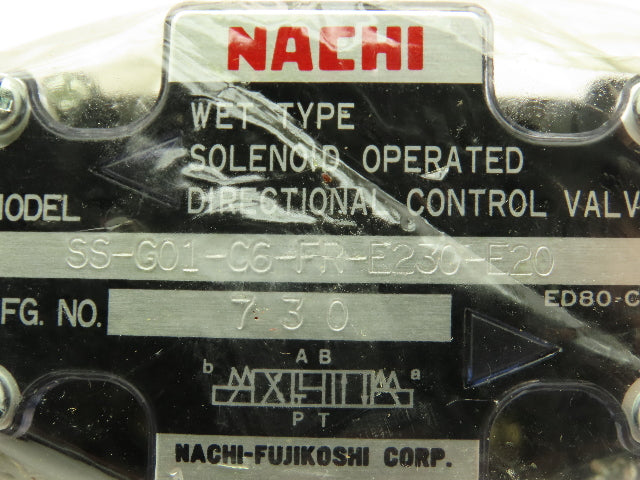 NACHI
WET TYPE
SOLENOID OPERATED
MODEL DIRECTIONAL CONTROL VALV
SS-G01-C6-FR-E230-E20
FG. NO. 730 ED80-C
A B
b a
P T
NACHI-FUJIKOSHI CORP.